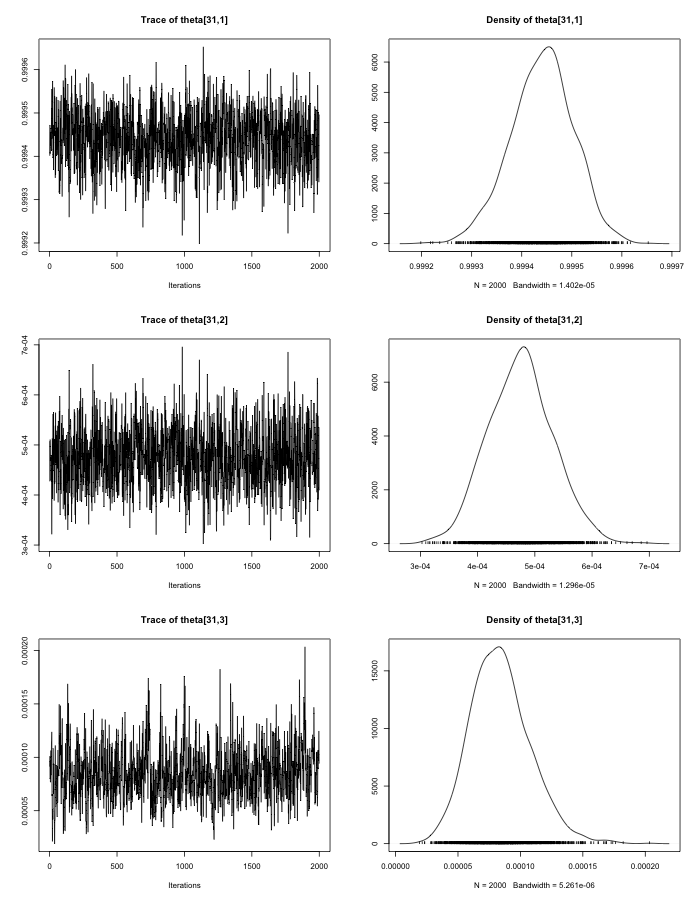 Trace of theta[31,1]
0.9992 0.9993 0.9994 0.9995 0.9996
0 500 1000 1500 2000
Iterations
Density of theta[31,1]
0 1000 2000 3000 4000 5000 6000
0.9992 0.9993 0.9994 0.9995 0.9996 0.9997
N = 2000 Bandwidth = 1.402e-05
Trace of theta[31,2]
3e-04 4e-04 5e-04 6e-04 7e-04
0 500 1000 1500 2000
Iterations
Density of theta[31,2]
0 2000 4000 6000
3e-04 4e-04 5e-04 6e-04 7e-04
N = 2000 Bandwidth = 1.296e-05
Trace of theta[31,3]
0.00005 0.00010 0.00015 0.00020
0 500 1000 1500 2000
Iterations
Density of theta[31,3]
0 5000 10000 15000
0.00000 0.00005 0.00010 0.00015 0.00020
N = 2000 Bandwidth = 5.261e-06